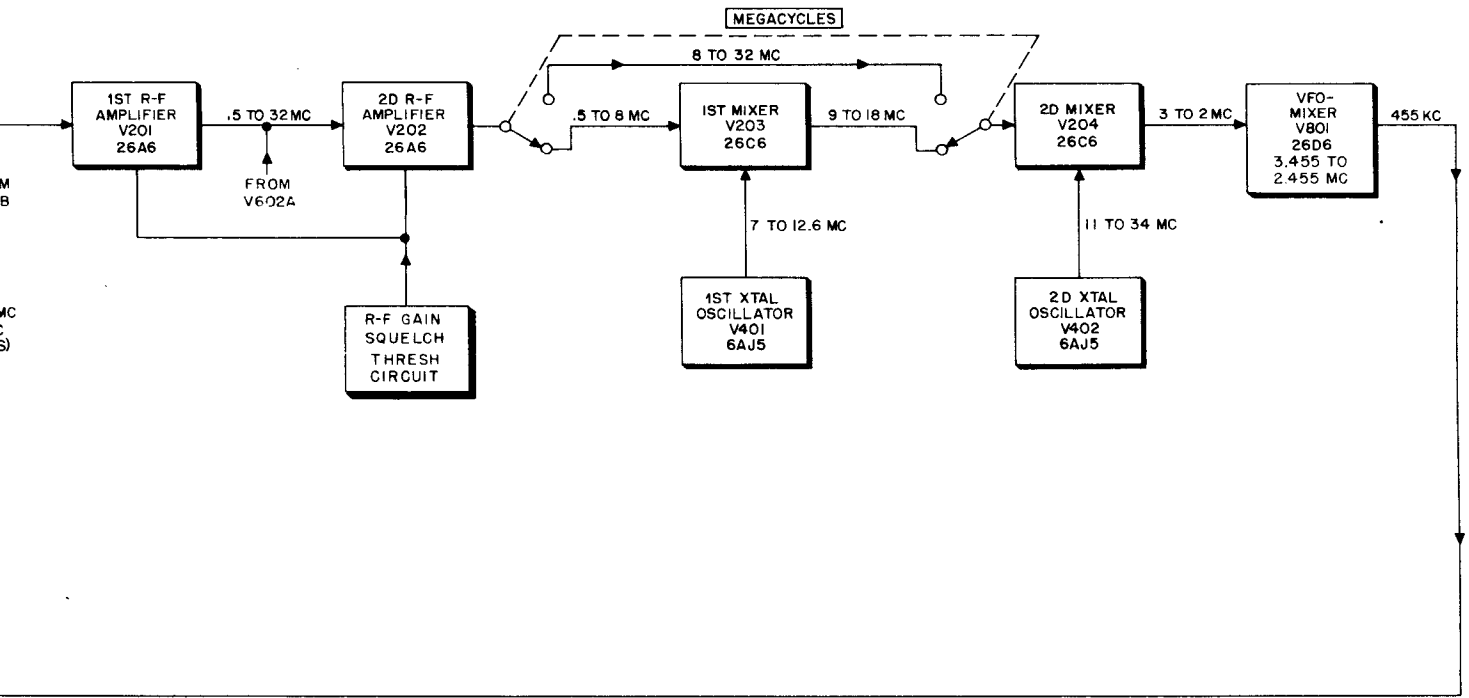 MEGACYCLES
8 TO 32 MC
1ST R-F
AMPLIFIER
V201
26A6
.5 TO 32 MC
FROM
V602A
2D R-F
AMPLIFIER
V202
26A6
.5 TO 8 MC
1ST MIXER
V203
26C6
9 TO 18 MC
2D MIXER
V204
26C6
3 TO 2 MC
VFO-
MIXER
V801
26D6
3.455 TO
2.455 MC
455 KC
M
B
7 TO 12.6 MC
11 TO 34 MC
MC
C
S)
R-F GAIN
SQUELCH
THRESH
CIRCUIT
1ST XTAL
OSCILLATOR
V401
6AJ5
2D XTAL
OSCILLATOR
V402
6AJ5